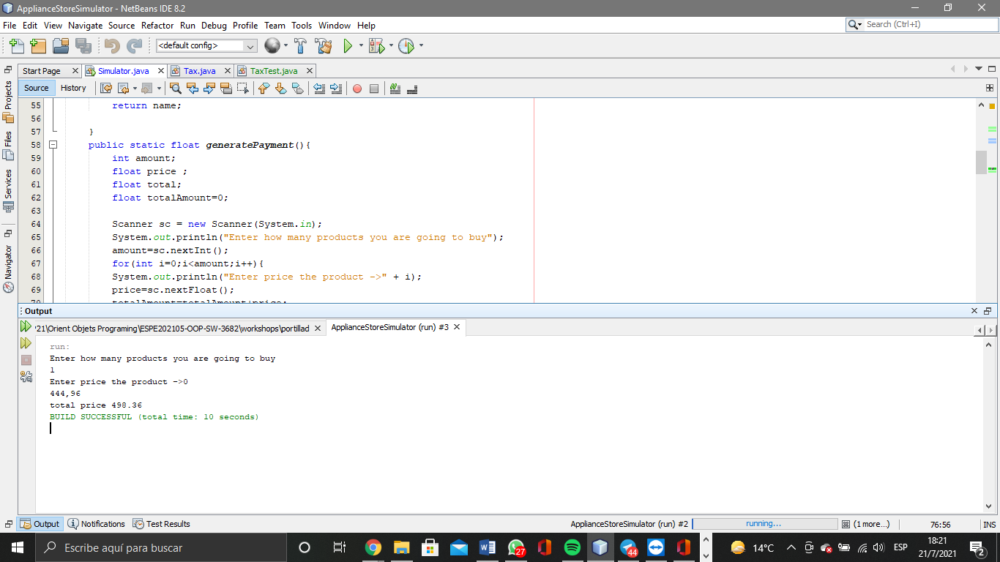 ApplianceStoreSimulator - NetBeans IDE 8.2
File Edit View Navigate Source Refactor Run Debug Profile Team Tools Window Help
Search (Ctrl+I)
<default config>
Start Page Simulator.java Tax.java TaxTest.java
Source History
Projects
Files
Services
Navigator
55 return name;
56
57 }
58 public static float generatePayment(){
59 int amount;
60 float price ;
61 float total;
62 float totalAmount=0;
63
64 Scanner sc = new Scanner(System.in);
65 System.out.println("Enter how many products you are going to buy");
66 amount=sc.nextInt();
67 for(int i=0;i<amount;i++){
68 System.out.println("Enter price the product ->" + i);
69 price=sc.nextFloat();
70 totalAmount=totalAmount+price;
Output
'21\Orient Objets Programing\ESPE202105-OOP-SW-3682\workshops\portillad ApplianceStoreSimulator (run) #3
run:
Enter how many products you are going to buy
1
Enter price the product ->0
444,96
total price 498.36
BUILD SUCCESSFUL (total time: 10 seconds)
Output Notifications Test Results ApplianceStoreSimulator (run) #2 running... (1 more...) 76:56 INS
Escribe aquí para buscar 27 44 14°C ESP 18:21
21/7/2021 2